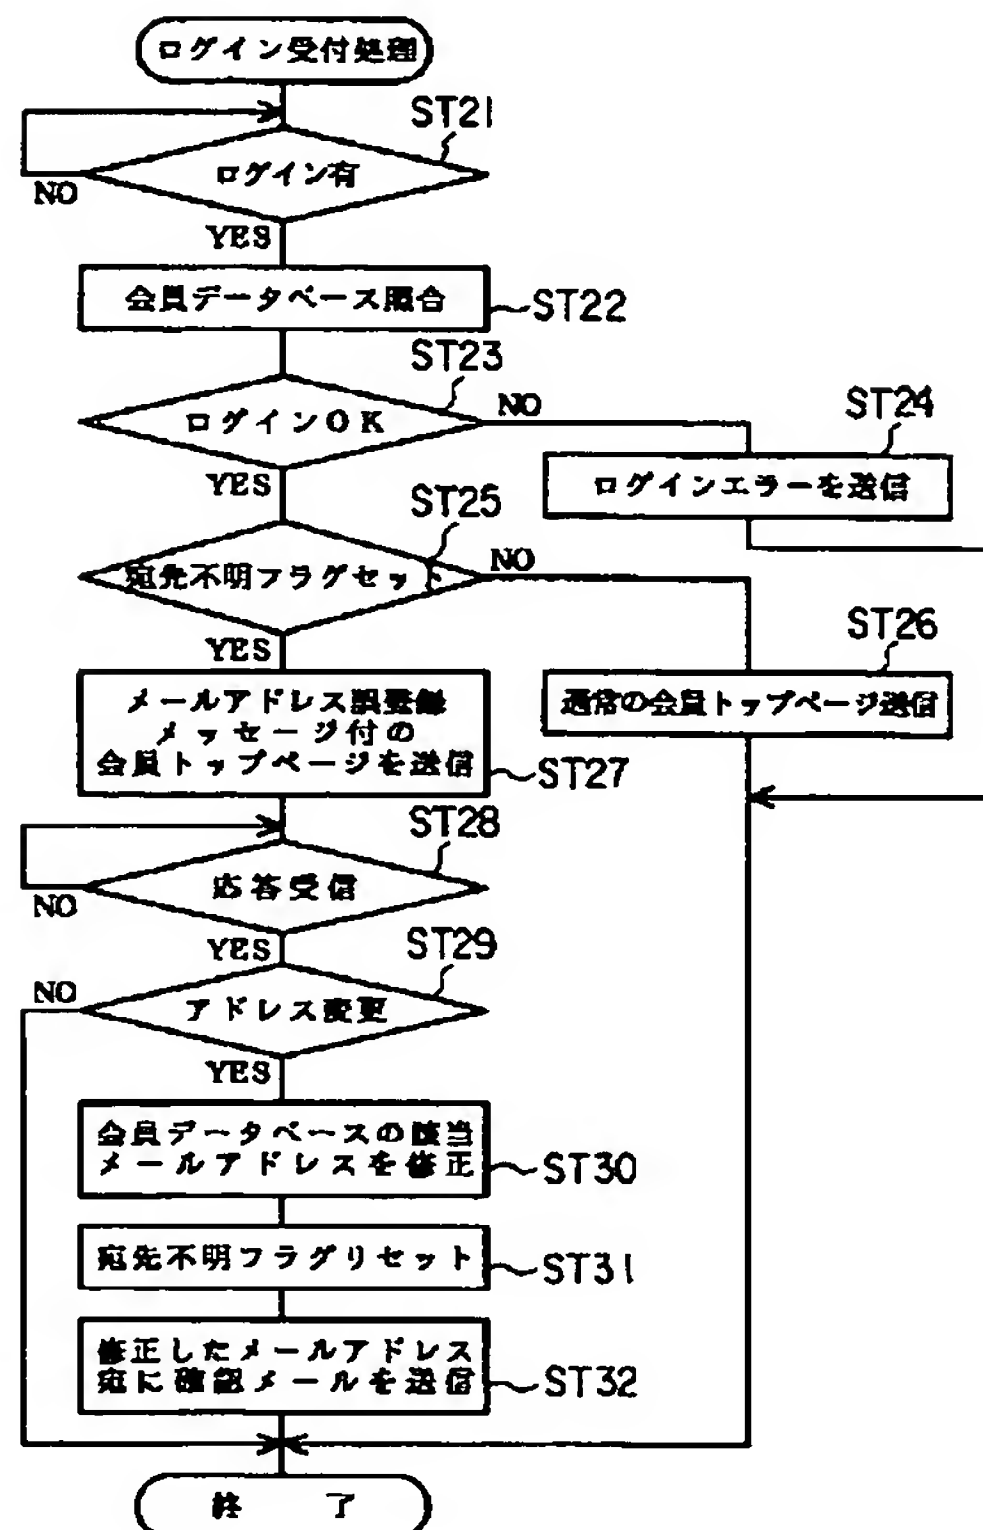 ログイン受付処理
ST21
ログイン有
NO
YES
会員データベース照合
ST22
ST23
ログインOK
NO
YES
ST24
ログインエラーを送信
ST25
宛先不明フラグセット
NO
YES
ST26
通常の会員トップページ送信
メールアドレス誤登録
メッセージ付の
会員トップページを送信
ST27
ST28
応答受信
NO
YES
ST29
アドレス変更
NO
YES
会員データベースの該当
メールアドレスを修正
ST30
宛先不明フラグリセット
ST31
修正したメールアドレス
宛に確認メールを送信
ST32
終 了